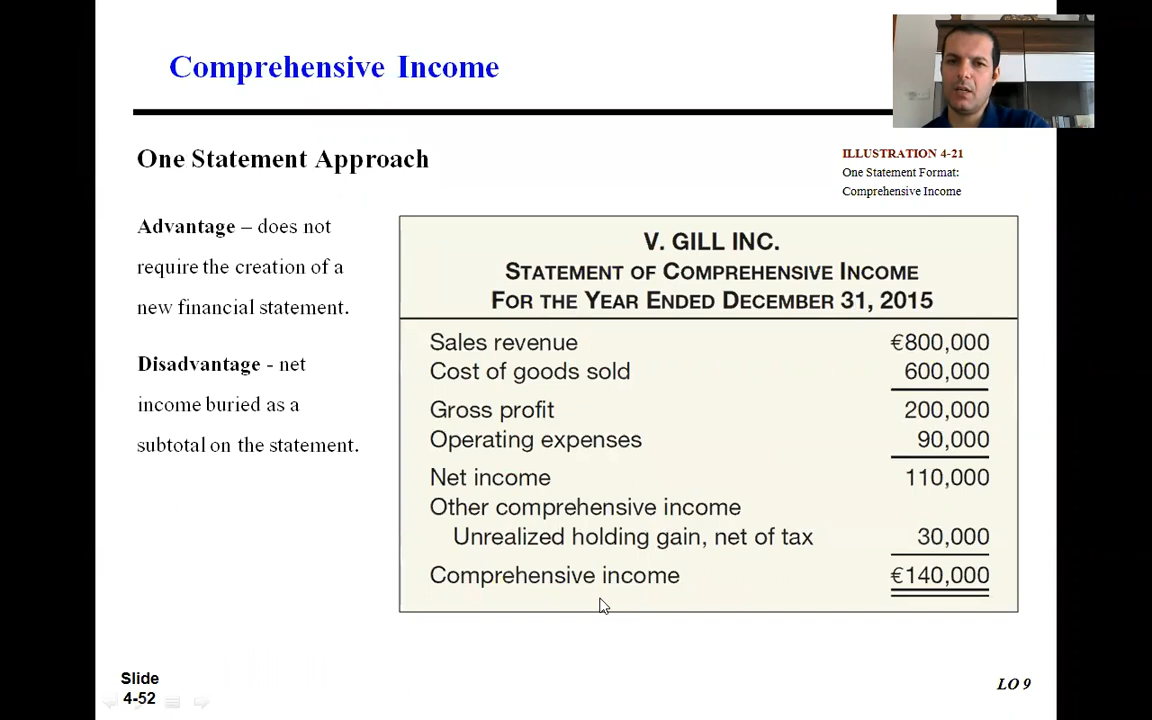 Comprehensive Income
One Statement Approach
ILLUSTRATION 4-21
One Statement Format:
Comprehensive Income
Advantage – does not
require the creation of a
new financial statement.
Disadvantage - net
income buried as a
subtotal on the statement.
V. GILL INC.
STATEMENT OF COMPREHENSIVE INCOME
FOR THE YEAR ENDED DECEMBER 31, 2015
Sales revenue €800,000
Cost of goods sold 600,000
Gross profit 200,000
Operating expenses 90,000
Net income 110,000
Other comprehensive income
Unrealized holding gain, net of tax 30,000
Comprehensive income €140,000
Slide
4-52
LO 9